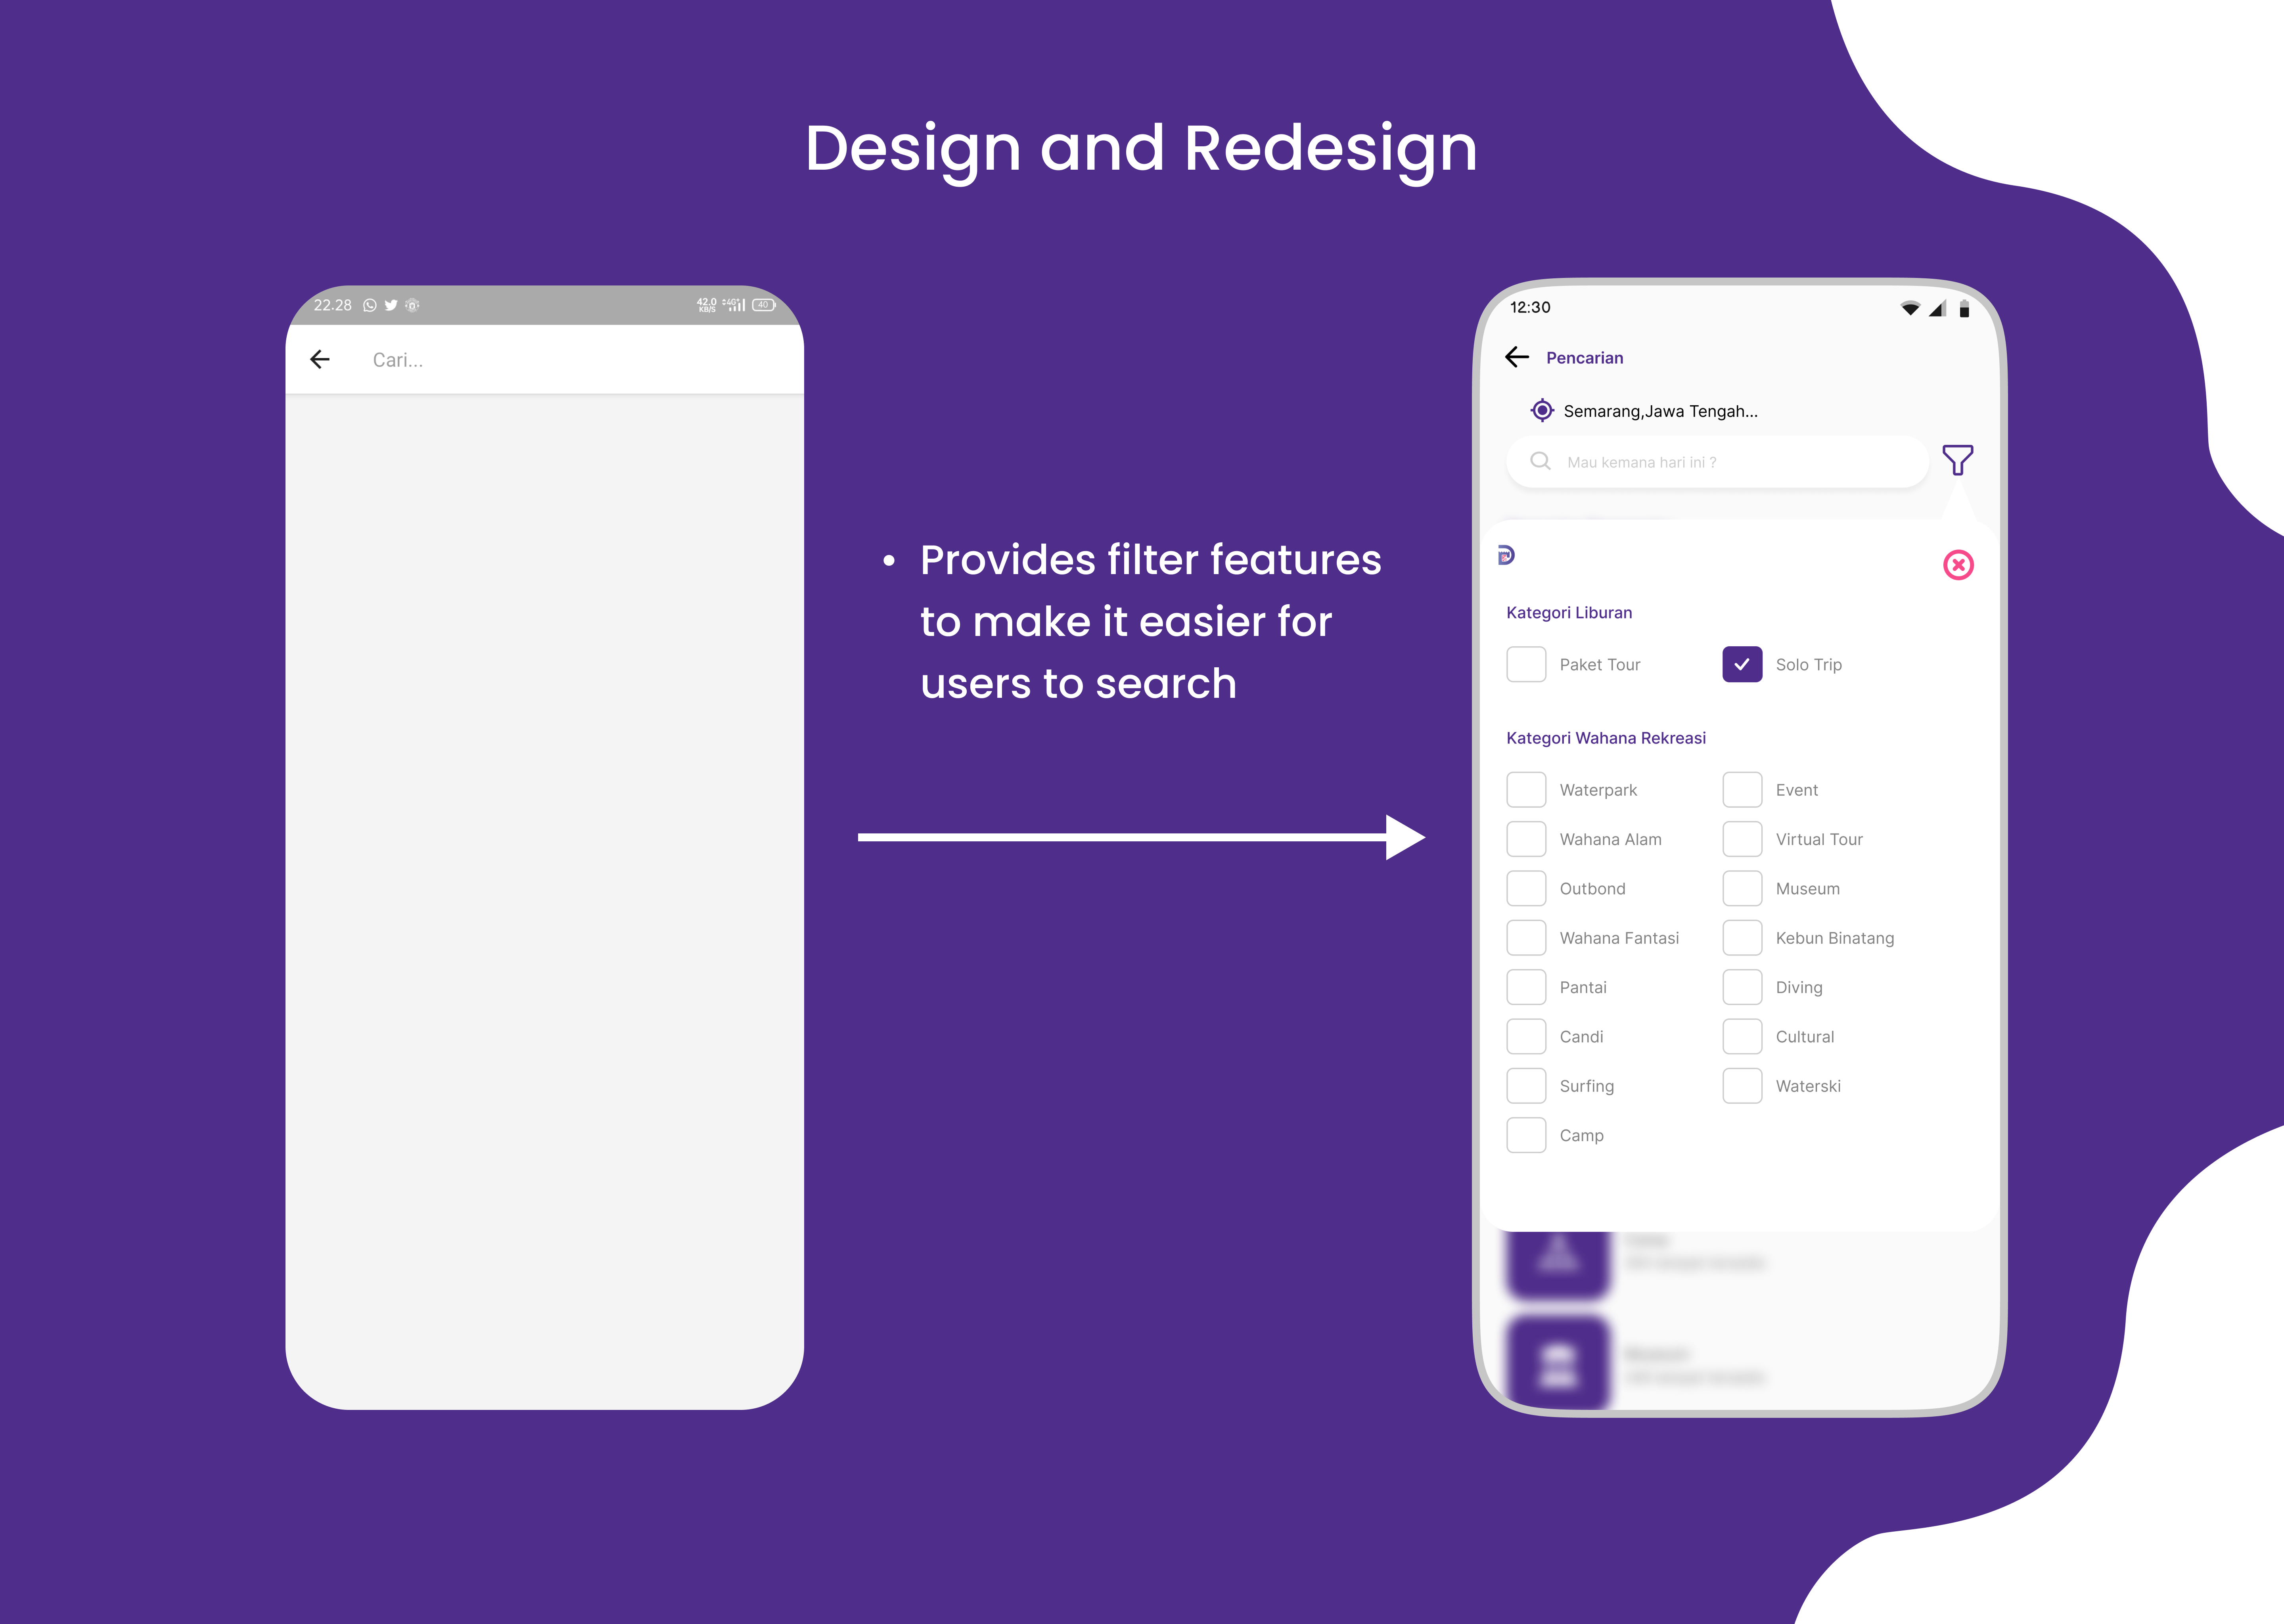 Design and Redesign
22.28
42.0
KB/S
4G
40
Cari...
• Provides filter features
to make it easier for
users to search
12:30
Pencarian
Semarang,Jawa Tengah...
Mau kemana hari ini ?
Kategori Liburan
Paket Tour
Solo Trip
Kategori Wahana Rekreasi
Waterpark
Event
Wahana Alam
Virtual Tour
Outbond
Museum
Wahana Fantasi
Kebun Binatang
Pantai
Diving
Candi
Cultural
Surfing
Waterski
Camp